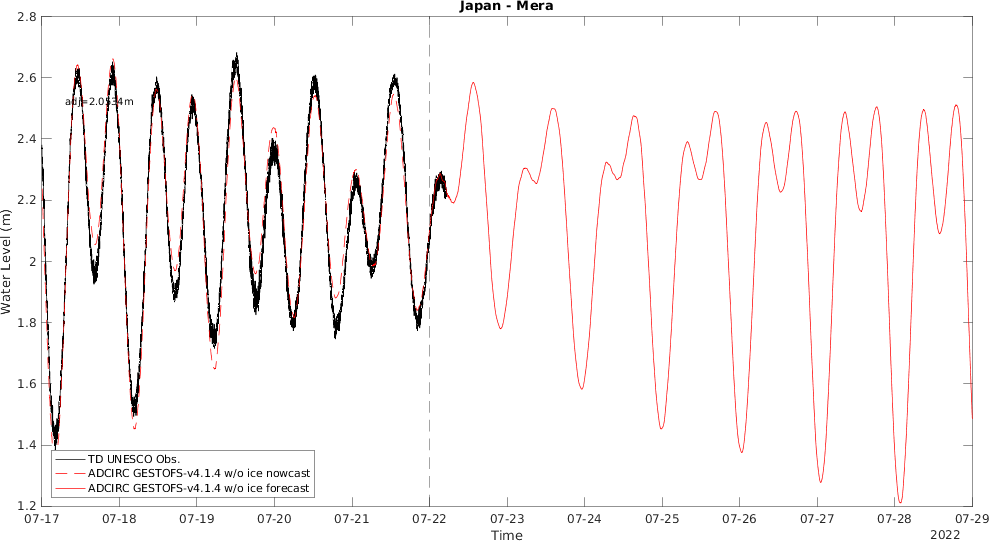 Japan - Mera
2.8
2.6
2.4
2.2
2
1.8
1.6
1.4
1.2
Water Level (m)
adj=2.0534m
TD UNESCO Obs.
ADCIRC GESTOFS-v4.1.4 w/o ice nowcast
ADCIRC GESTOFS-v4.1.4 w/o ice forecast
07-17 07-18 07-19 07-20 07-21 07-22 07-23 07-24 07-25 07-26 07-27 07-28 07-29
Time
2022